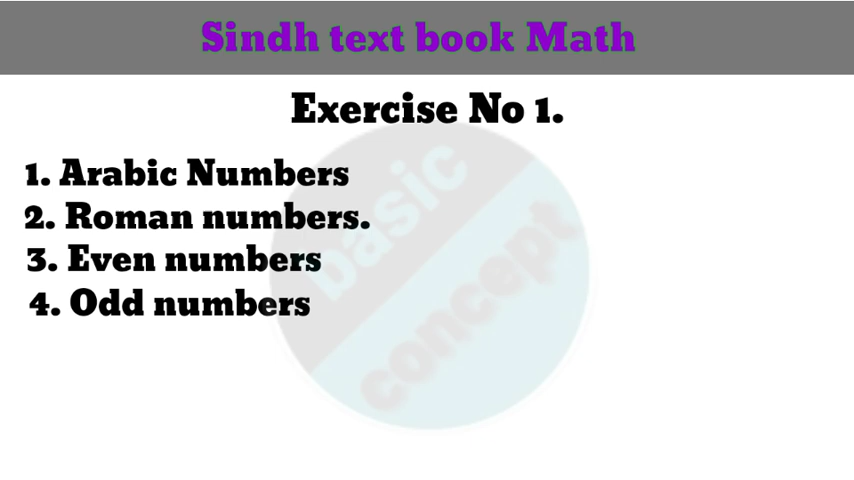 Sindh text book Math
Exercise No 1.
1. Arabic Numbers
2. Roman numbers.
3. Even numbers
4. Odd numbers
basic
concept